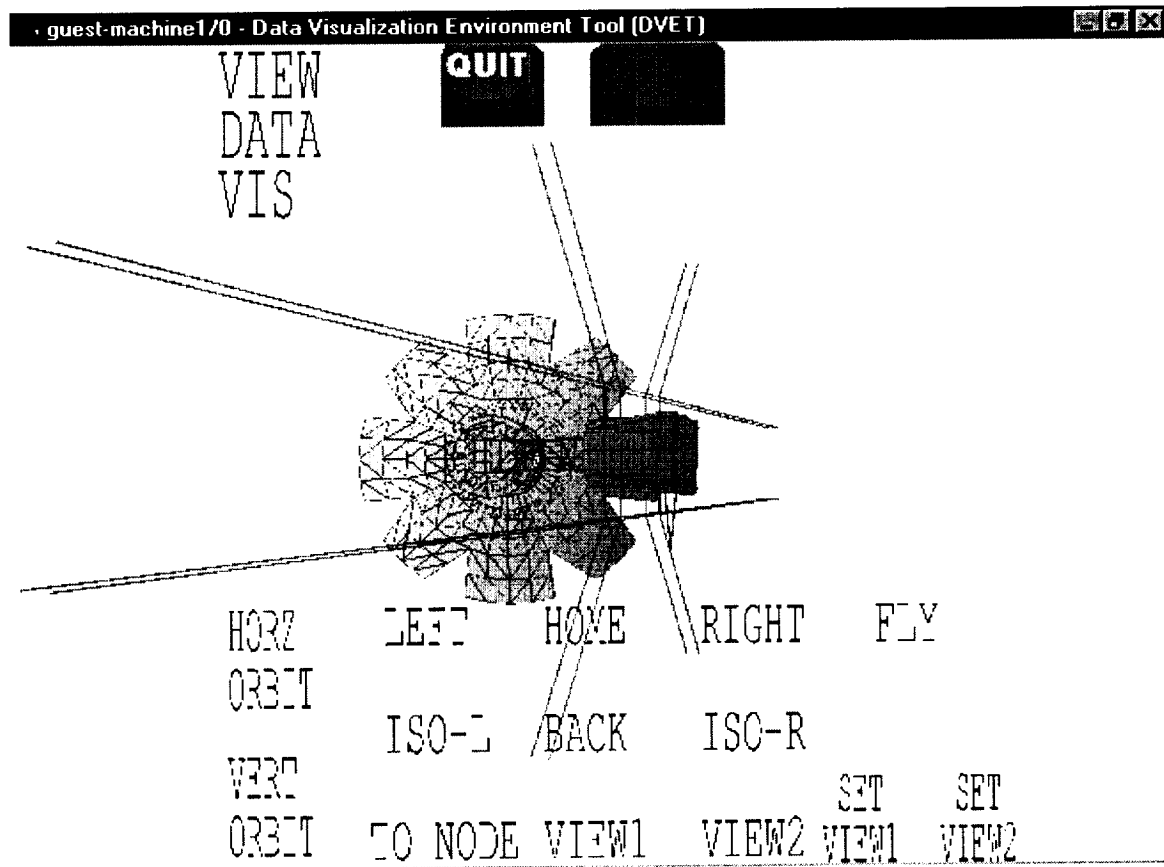 guest-machine1/0 - Data Visualization Environment Tool (DVET)
QUIT
VIEW
DATA
VIS
HORZ
ORBIT
LEFT
HOME
RIGHT
FLY
ISO-L
BACK
ISO-R
VERT
ORBIT
TO NODE
VIEW1
VIEW2
SET
VIEW1
SET
VIEW2